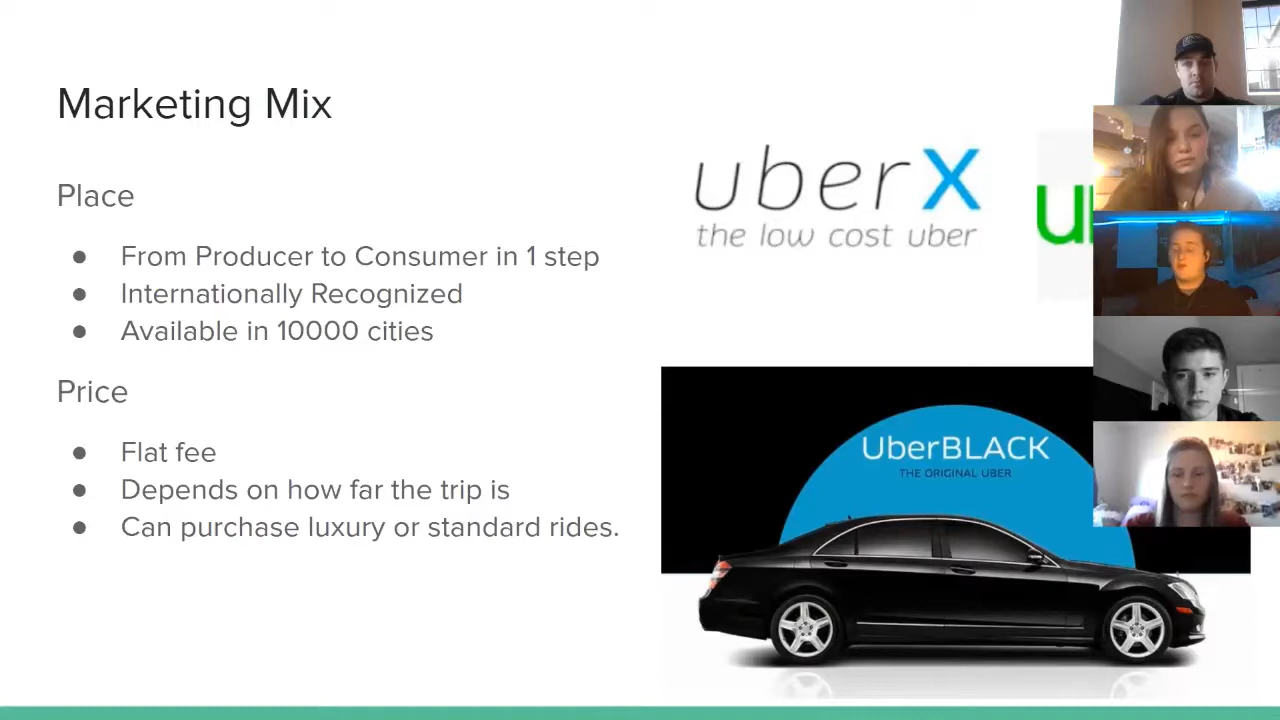 Marketing Mix
Place
● From Producer to Consumer in 1 step
● Internationally Recognized
● Available in 10000 cities
Price
● Flat fee
● Depends on how far the trip is
● Can purchase luxury or standard rides.
uberX
the low cost uber
UberBLACK
THE ORIGINAL UBER